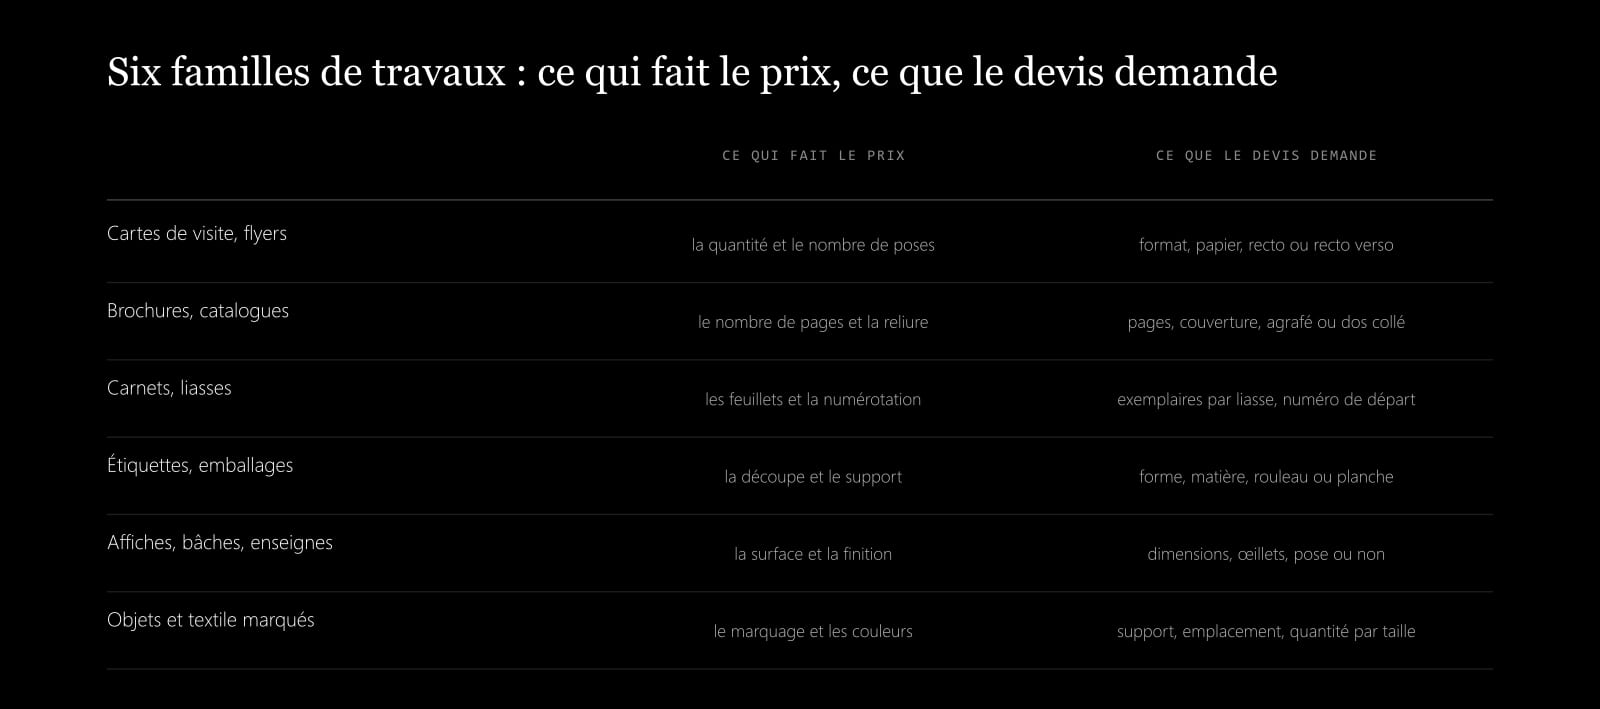 Six familles de travaux : ce qui fait le prix, ce que le devis demande
CE QUI FAIT LE PRIX CE QUE LE DEVIS DEMANDE
Cartes de visite, flyers la quantité et le nombre de poses format, papier, recto ou recto verso
Brochures, catalogues le nombre de pages et la reliure pages, couverture, agrafé ou dos collé
Carnets, liasses les feuillets et la numérotation exemplaires par liasse, numéro de départ
Étiquettes, emballages la découpe et le support forme, matière, rouleau ou planche
Affiches, bâches, enseignes la surface et la finition dimensions, œillets, pose ou non
Objets et textile marqués le marquage et les couleurs support, emplacement, quantité par taille